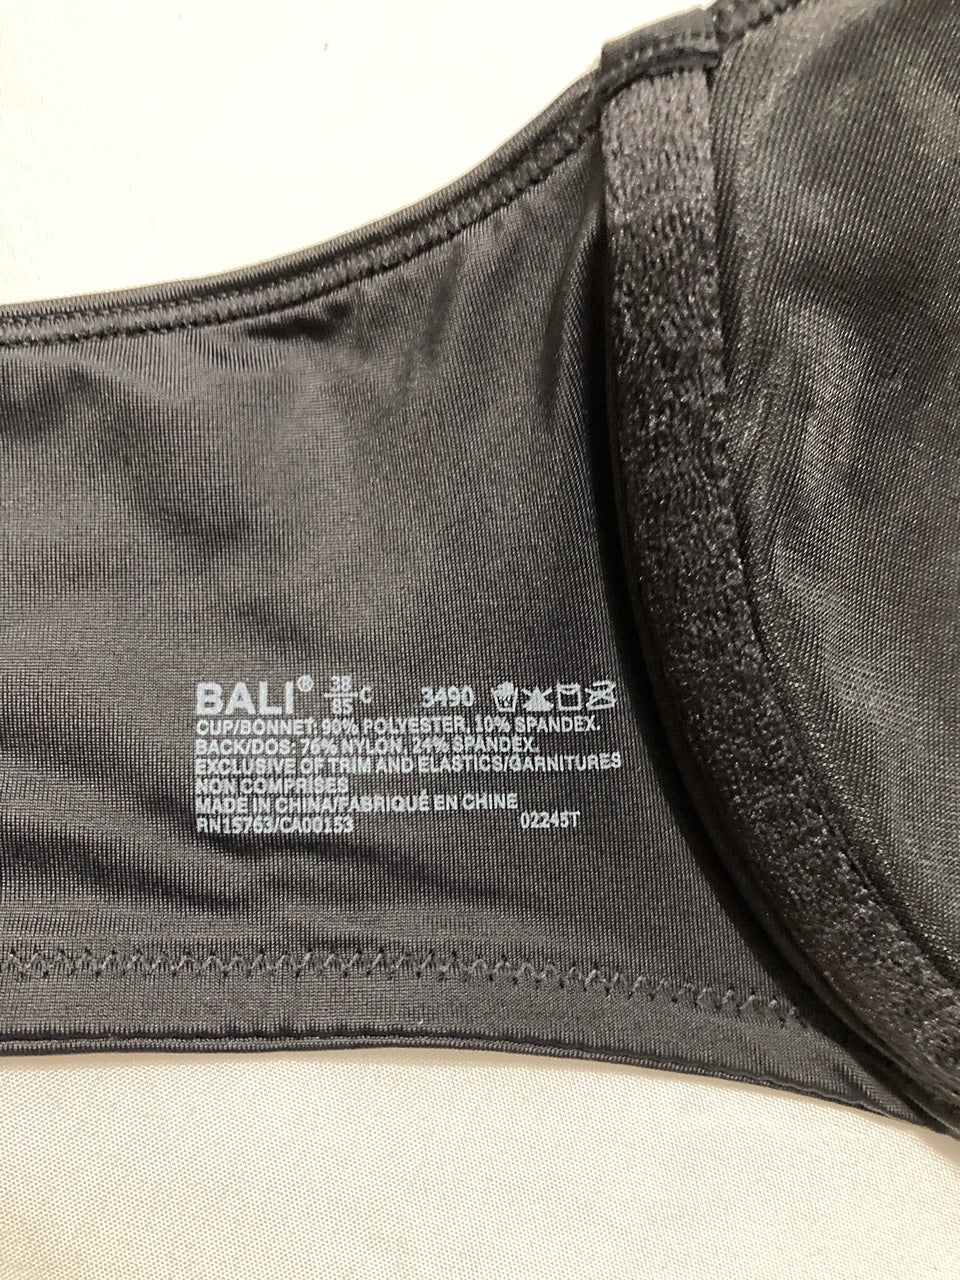 BALI® 38/85 C 3490
CUP/BONNET: 90% POLYESTER, 10% SPANDEX.
BACK/DOS: 76% NYLON, 24% SPANDEX.
EXCLUSIVE OF TRIM AND ELASTICS/GARNITURES
NON COMPRISES
MADE IN CHINA/FABRIQUÉ EN CHINE
RN15763/CA00153 02245T